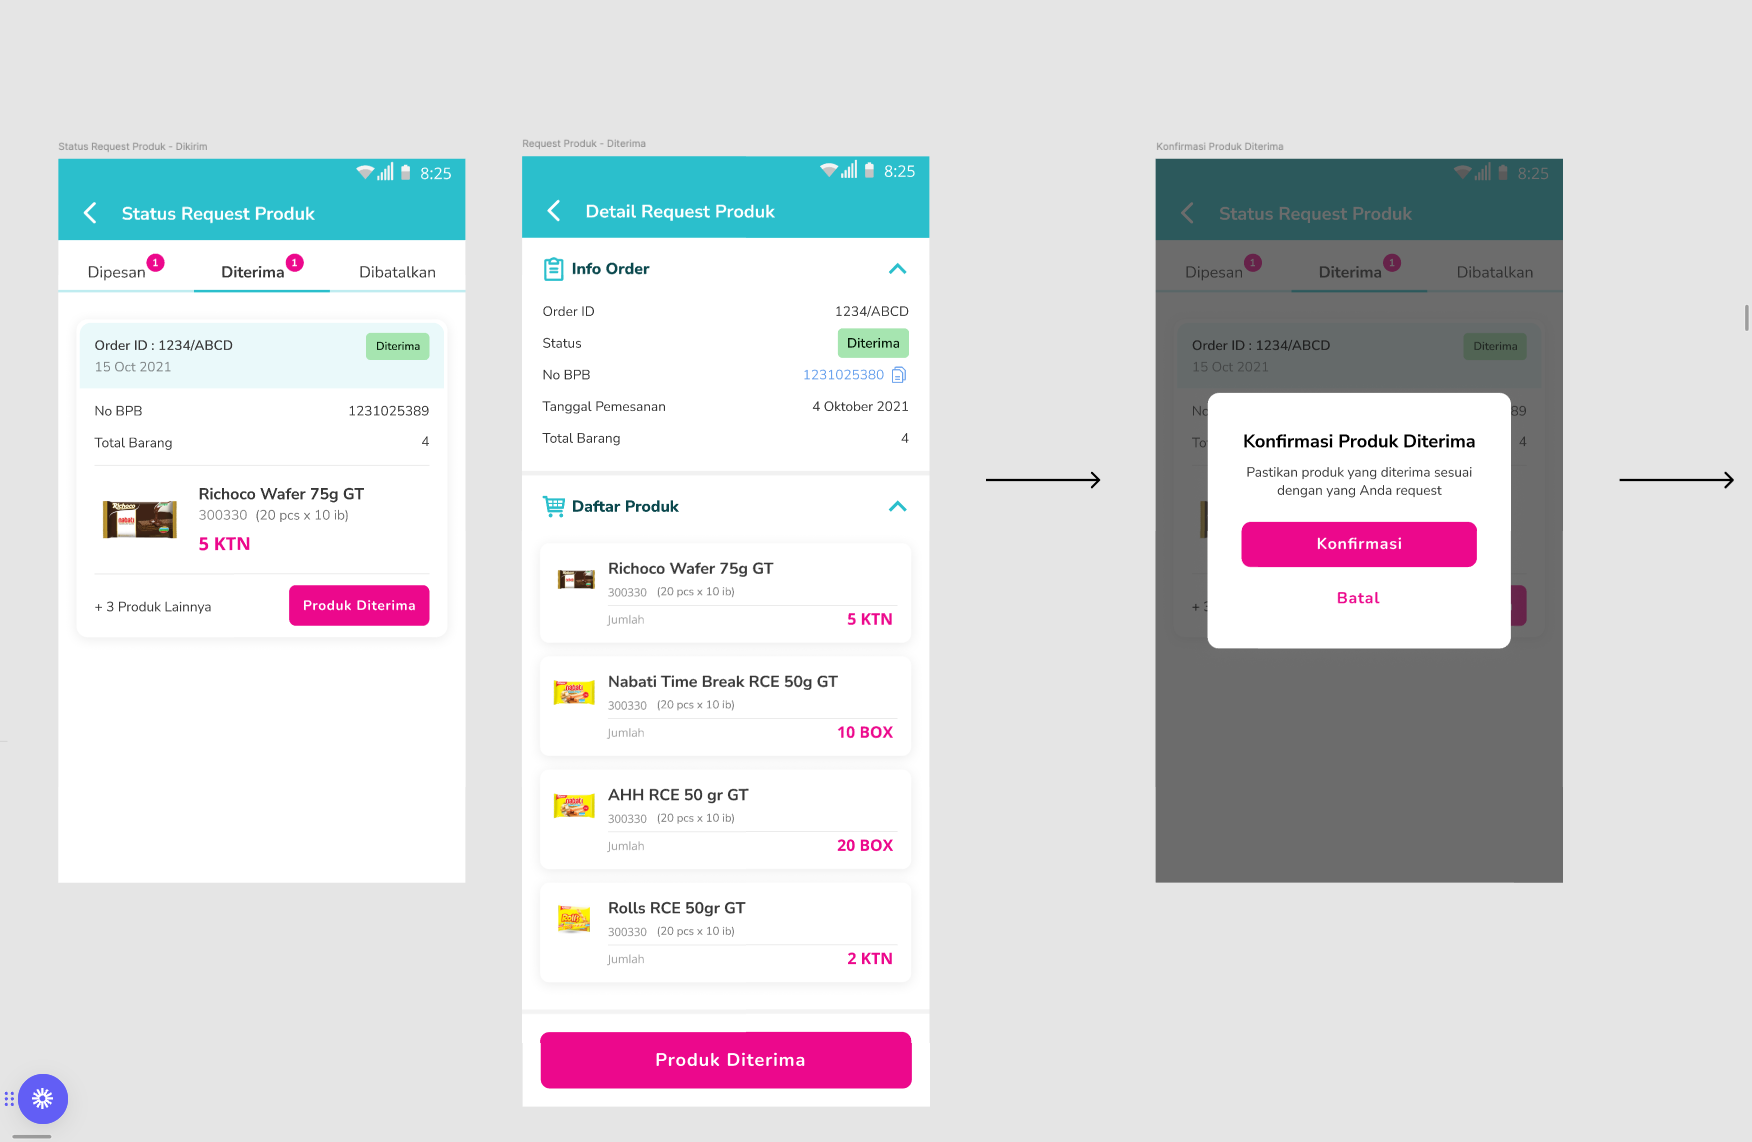 Status Request Produk - Dikirim
8:25
Status Request Produk
Dipesan 1
Diterima 1
Dibatalkan
Order ID : 1234/ABCD
Diterima
15 Oct 2021
No BPB 1231025389
Total Barang 4
Richoco
nabati
Richoco Wafer 75g GT
300330 (20 pcs x 10 ib)
5 KTN
+ 3 Produk Lainnya
Produk Diterima
Request Produk - Diterima
8:25
Detail Request Produk
Info Order
Order ID 1234/ABCD
Status Diterima
No BPB 1231025380
Tanggal Pemesanan 4 Oktober 2021
Total Barang 4
Daftar Produk
Richoco Wafer 75g GT
300330 (20 pcs x 10 ib)
Jumlah 5 KTN
nabati
Nabati Time Break RCE 50g GT
300330 (20 pcs x 10 ib)
Jumlah 10 BOX
nabati
AHH RCE 50 gr GT
300330 (20 pcs x 10 ib)
Jumlah 20 BOX
Rolls RCE 50gr GT
300330 (20 pcs x 10 ib)
Jumlah 2 KTN
Produk Diterima
Konfirmasi Produk Diterima
8:25
Status Request Produk
Dipesan 1
Diterima 1
Dibatalkan
Order ID : 1234/ABCD
Diterima
15 Oct 2021
89
4
Konfirmasi Produk Diterima
Pastikan produk yang diterima sesuai
dengan yang Anda request
Konfirmasi
Batal